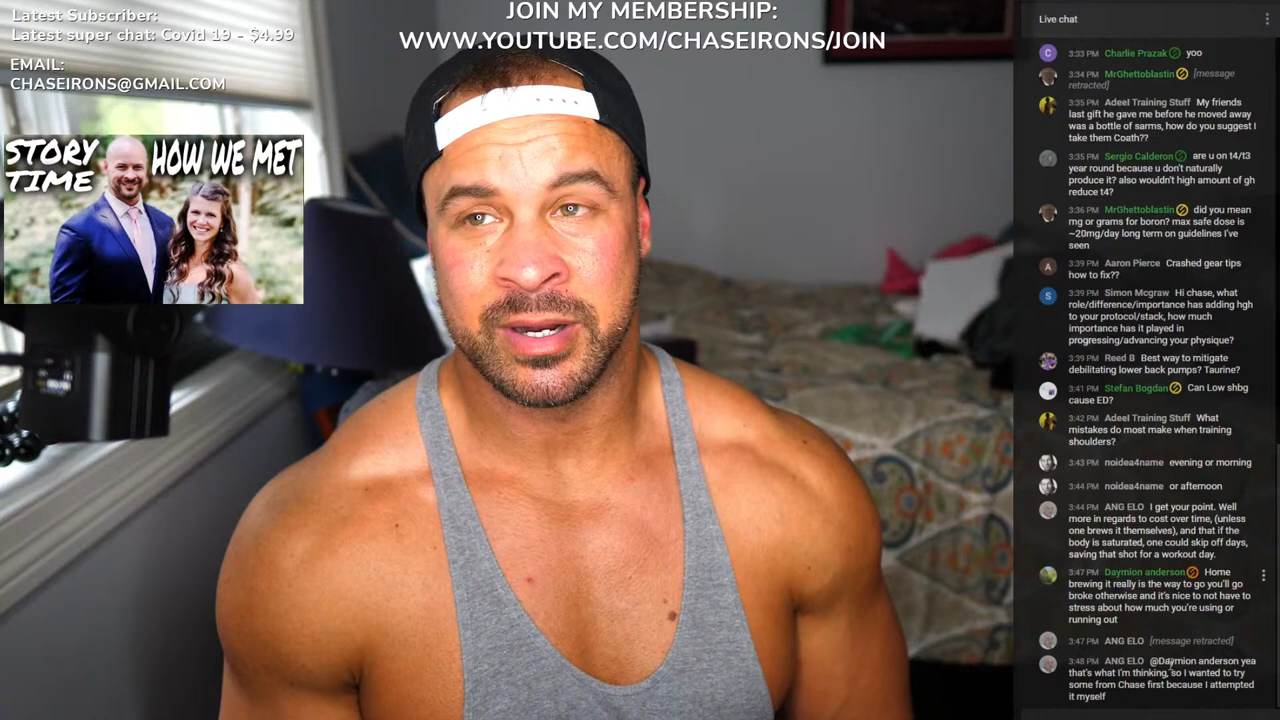 Latest Subscriber:
Latest super chat: Covid 19 - $4.99
EMAIL:
CHASEIRONS@GMAIL.COM
JOIN MY MEMBERSHIP:
WWW.YOUTUBE.COM/CHASEIRONS/JOIN
STORY
TIME
HOW WE MET
Live chat
C
3:33 PM Charlie Prazak yoo
3:34 PM MrGhettoblastin [message
retracted]
3:35 PM Adeel Training Stuff My friends
last gift he gave me before he moved away
was a bottle of sarms, how do you suggest I
take them Coath??
3:35 PM Sergio Calderon are u on t4/t3
year round because u don't naturally
produce it? also wouldn't high amount of gh
reduce t4?
3:36 PM MrGhettoblastin did you mean
mg or grams for boron? max safe dose is
~20mg/day long term on guidelines I've
seen
A
3:39 PM Aaron Pierce Crashed gear tips
how to fix??
S
3:39 PM Simon Mcgraw Hi chase, what
role/difference/importance has adding hgh
to your protocol/stack, how much
importance has it played in
progressing/advancing your physique?
3:39 PM Reed B Best way to mitigate
debilitating lower back pumps? Taurine?
3:41 PM Stefan Bogdan Can Low shbg
cause ED?
3:42 PM Adeel Training Stuff What
mistakes do most make when training
shoulders?
3:43 PM noidea4name evening or morning
3:44 PM noidea4name or afternoon
3:44 PM ANG ELO I get your point. Well
more in regards to cost over time, (unless
one brews it themselves), and that if the
body is saturated, one could skip off days,
saving that shot for a workout day.
3:47 PM Daymion anderson Home
brewing it really is the way to go you'll go
broke otherwise and it's nice to not have to
stress about how much you're using or
running out
3:47 PM ANG ELO [message retracted]
3:48 PM ANG ELO @Daymion anderson yea
that's what I'm thinking, so I wanted to try
some from Chase first because I attempted
it myself